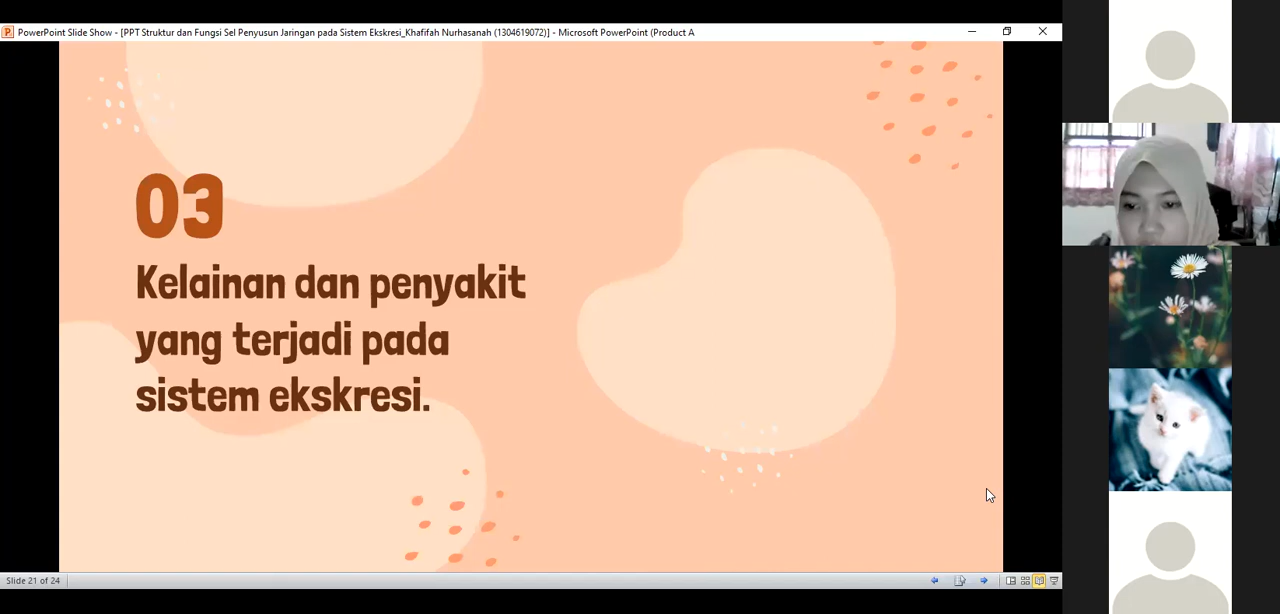 PowerPoint Slide Show - [PPT Struktur dan Fungsi Sel Penyusun Jaringan pada Sistem Ekskresi_Khafifah Nurhasanah (1304619072)] - Microsoft PowerPoint (Product A
03
Kelainan dan penyakit
yang terjadi pada
sistem ekskresi.
Slide 21 of 24